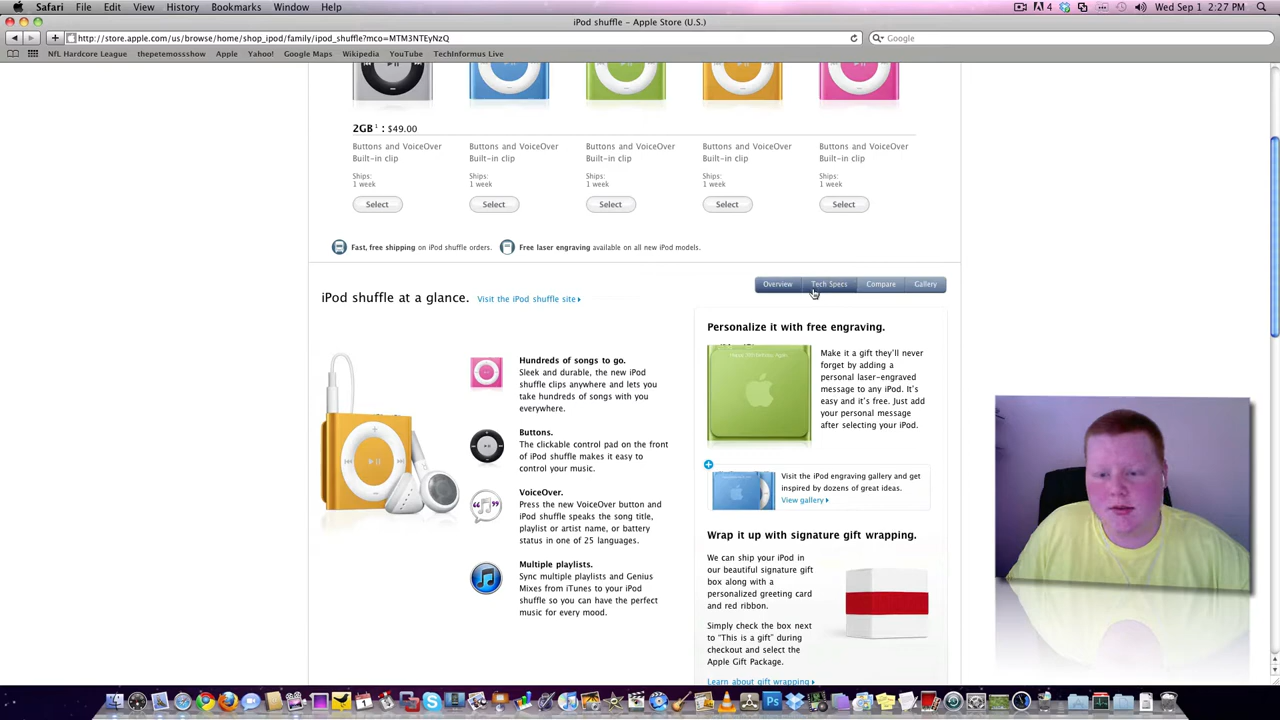 Safari File Edit View History Bookmarks Window Help
4 Wed Sep 1 2:27 PM
iPod shuffle – Apple Store (U.S.)
http://store.apple.com/us/browse/home/shop_ipod/family/ipod_shuffle?mco=MTM3NTEyNzQ
Google
NFL Hardcore League thepetemossshow Apple Yahoo! Google Maps Wikipedia YouTube TechInformus Live
2GB ¹ : $49.00
Buttons and VoiceOver Buttons and VoiceOver Buttons and VoiceOver Buttons and VoiceOver Buttons and VoiceOver
Built-in clip Built-in clip Built-in clip Built-in clip Built-in clip
Ships: Ships: Ships: Ships: Ships:
1 week 1 week 1 week 1 week 1 week
Select Select Select Select Select
Fast, free shipping on iPod shuffle orders. Free laser engraving available on all new iPod models.
Overview Tech Specs Compare Gallery
iPod shuffle at a glance. Visit the iPod shuffle site
Hundreds of songs to go.
Sleek and durable, the new iPod
shuffle clips anywhere and lets you
take hundreds of songs with you
everywhere.
Buttons.
The clickable control pad on the front
of iPod shuffle makes it easy to
control your music.
VoiceOver.
Press the new VoiceOver button and
iPod shuffle speaks the song title,
playlist or artist name, or battery
status in one of 25 languages.
Multiple playlists.
Sync multiple playlists and Genius
Mixes from iTunes to your iPod
shuffle so you can have the perfect
music for every mood.
Personalize it with free engraving.
Make it a gift they'll never
forget by adding a
personal laser-engraved
message to any iPod. It's
easy and it's free. Just add
your personal message
after selecting your iPod.
Visit the iPod engraving gallery and get
inspired by dozens of great ideas.
View gallery
Wrap it up with signature gift wrapping.
We can ship your iPod in
our beautiful signature gift
box along with a
personalized greeting card
and red ribbon.
Simply check the box next
to "This is a gift" during
checkout and select the
Apple Gift Package.
Learn about gift wrapping